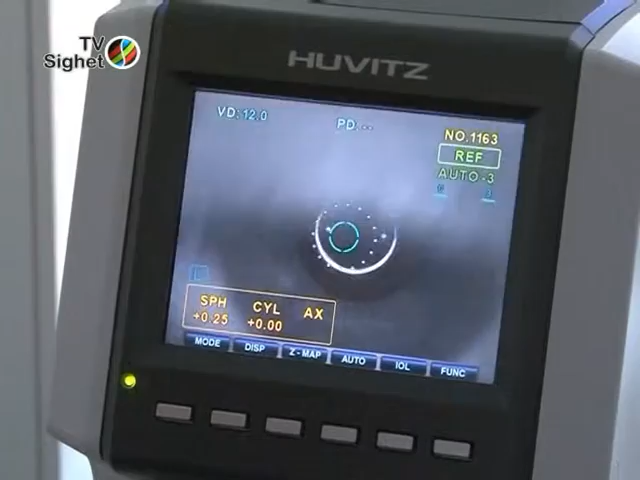 TV
Sighet
HUVITZ
VD: 12.0
PD: --
NO.1163
REF
AUTO-3
SPH CYL AX
+0.25 +0.00
MODE DISP Z-MAP AUTO IOL FUNC